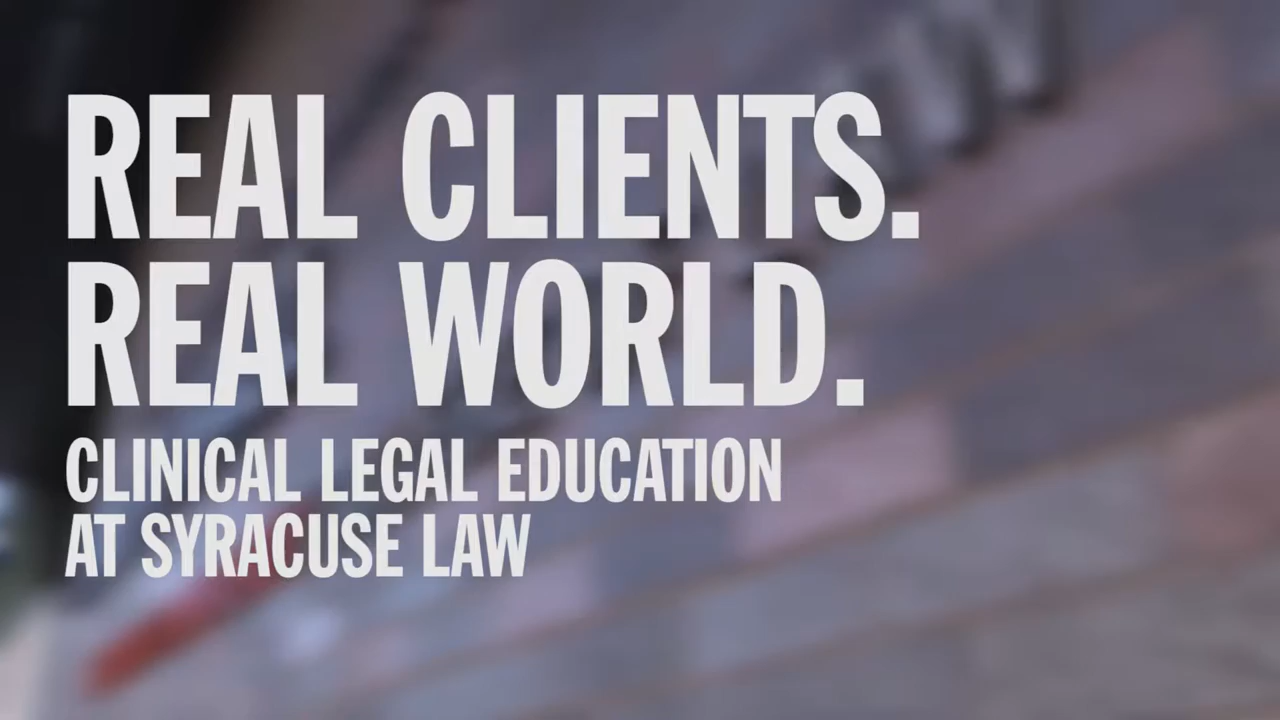 REAL CLIENTS.
REAL WORLD.
CLINICAL LEGAL EDUCATION
AT SYRACUSE LAW